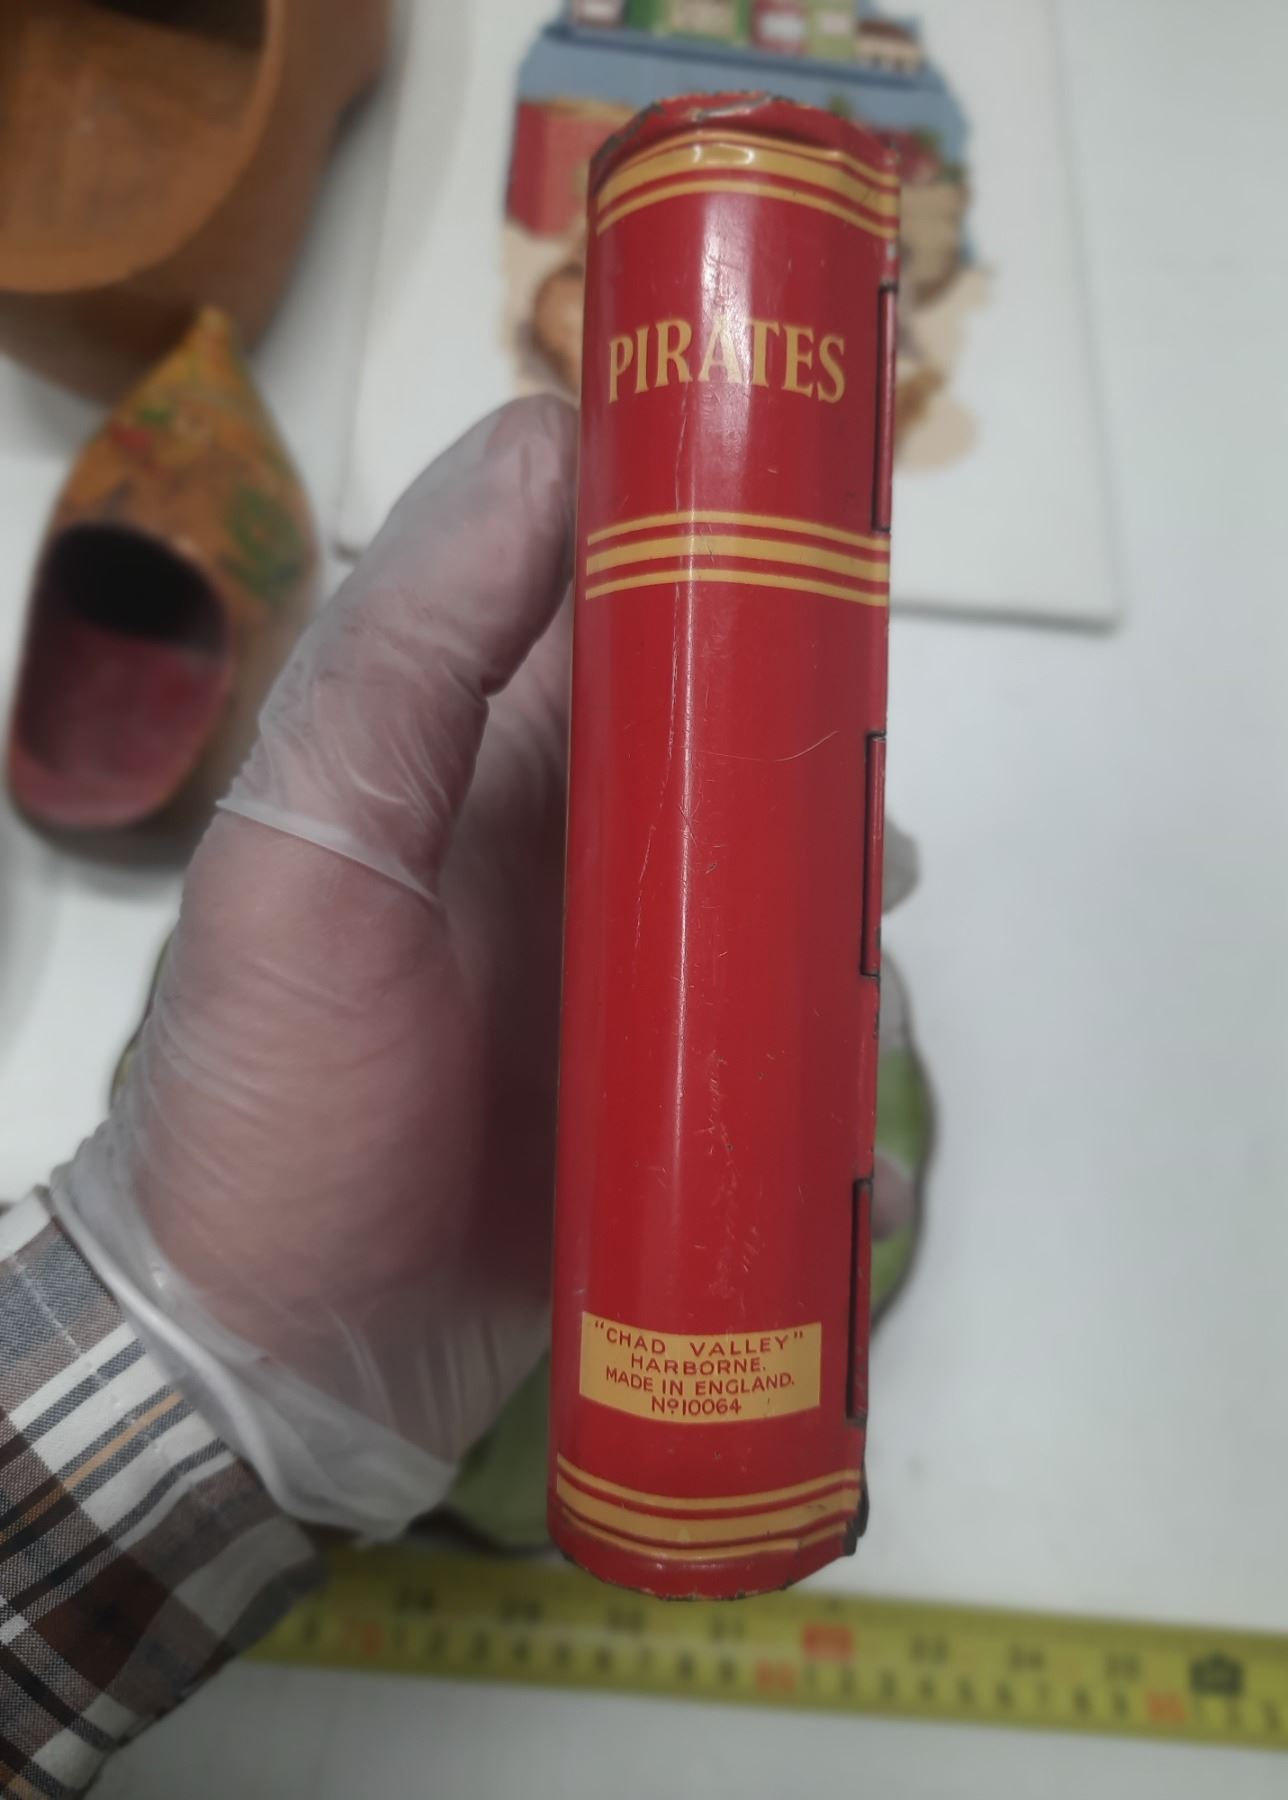 PIRATES
"CHAD VALLEY"
HARBORNE.
MADE IN ENGLAND.
Nº10064